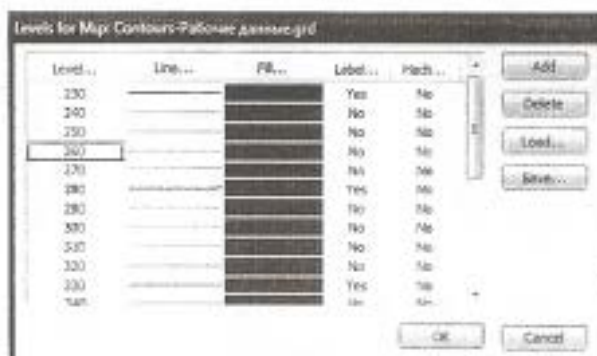 Levels for Map: Contours-Рабочие данные.grd
Level... Line... Fill... Label... Hach...
230 Yes No
240 No No
250 No No
260 No No
270 No No
280 Yes No
290 No No
300 No No
310 No No
320 No No
330 Yes No
340 No No
Add
Delete
Load...
Save...
OK
Cancel